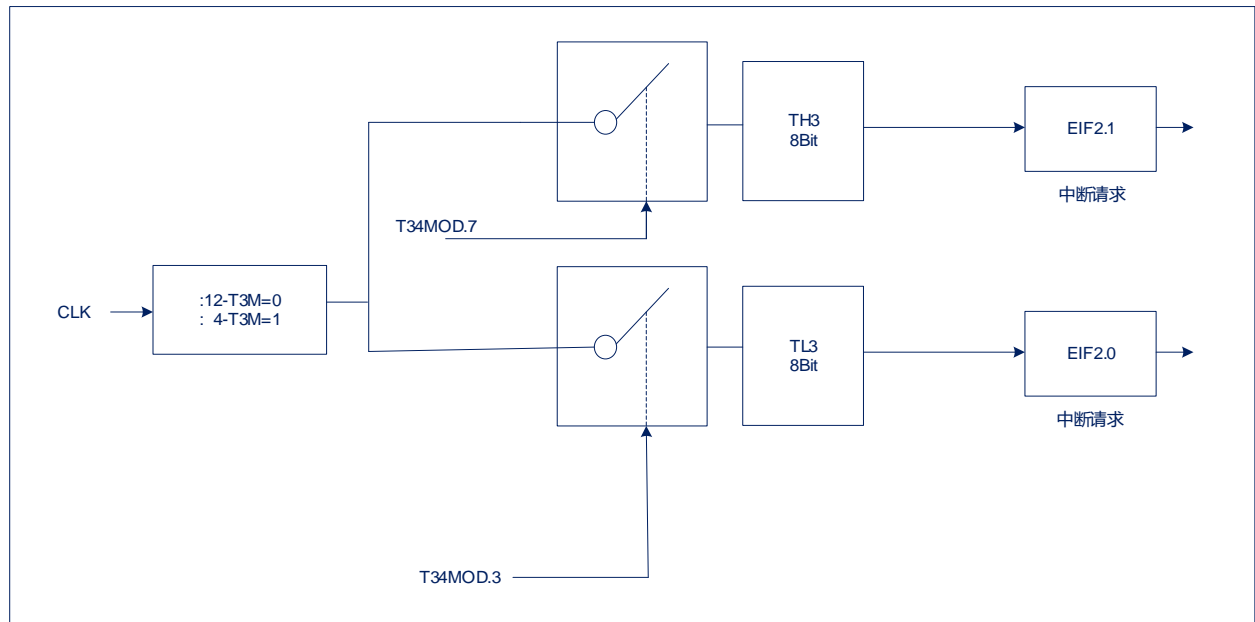 TH3
8Bit
EIF2.1
中断请求
T34MOD.7
CLK
:12-T3M=0
: 4-T3M=1
TL3
8Bit
EIF2.0
中断请求
T34MOD.3